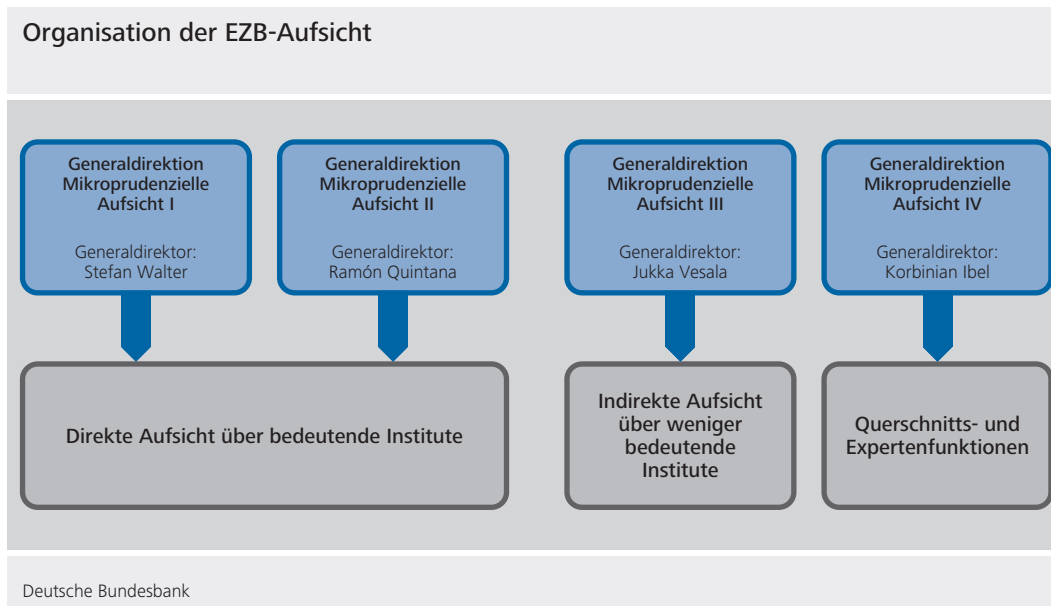 Organisation der EZB-Aufsicht
Generaldirektion
Mikroprudenzielle
Aufsicht I
Generaldirektor:
Stefan Walter
Generaldirektion
Mikroprudenzielle
Aufsicht II
Generaldirektor:
Ramón Quintana
Generaldirektion
Mikroprudenzielle
Aufsicht III
Generaldirektor:
Jukka Vesala
Generaldirektion
Mikroprudenzielle
Aufsicht IV
Generaldirektor:
Korbinian Ibel
Direkte Aufsicht über bedeutende Institute
Indirekte Aufsicht
über weniger
bedeutende
Institute
Querschnitts- und
Expertenfunktionen
Deutsche Bundesbank